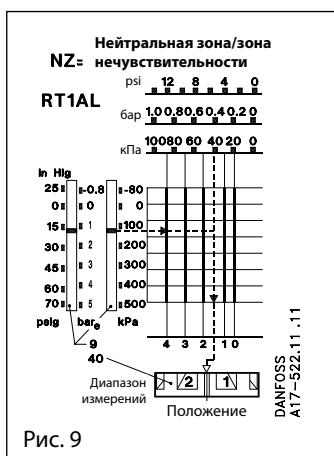 NZ= Нейтральная зона/зона
нечувствительности
psi 12 8 4 0
RT1AL
бар 1.0 0.8 0.6 0.4 0.2 0
кПа 100 80 60 40 20 0
in Hg
25 -0.8 -80
0 0 0
15 1 100
30 2 200
45 3 300
60 4 400
70 5 500
psig bare kPa
4 3 2 1 0
9
40
Диапазон
измерений
2 1
Положение
DANFOSS
A17-522.11 .11
Рис. 9